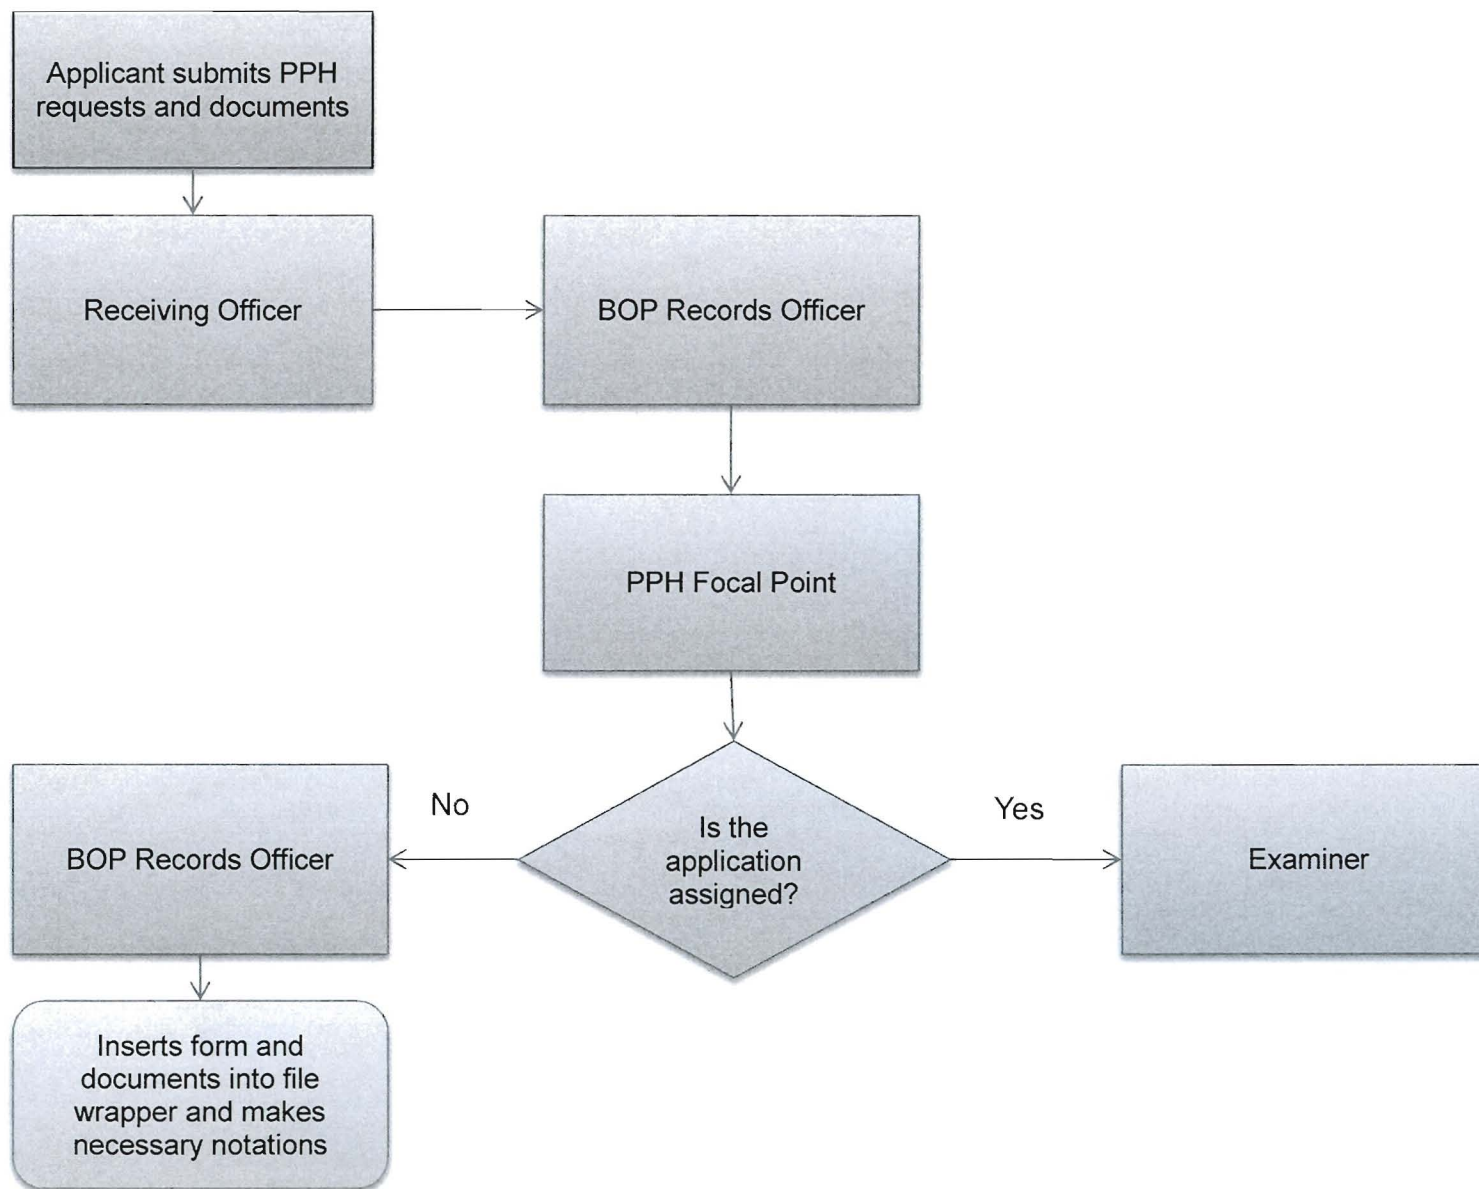 Applicant submits PPH
requests and documents
Receiving Officer
BOP Records Officer
PPH Focal Point
No
Yes
BOP Records Officer
Is the
application
assigned?
Examiner
Inserts form and
documents into file
wrapper and makes
necessary notations